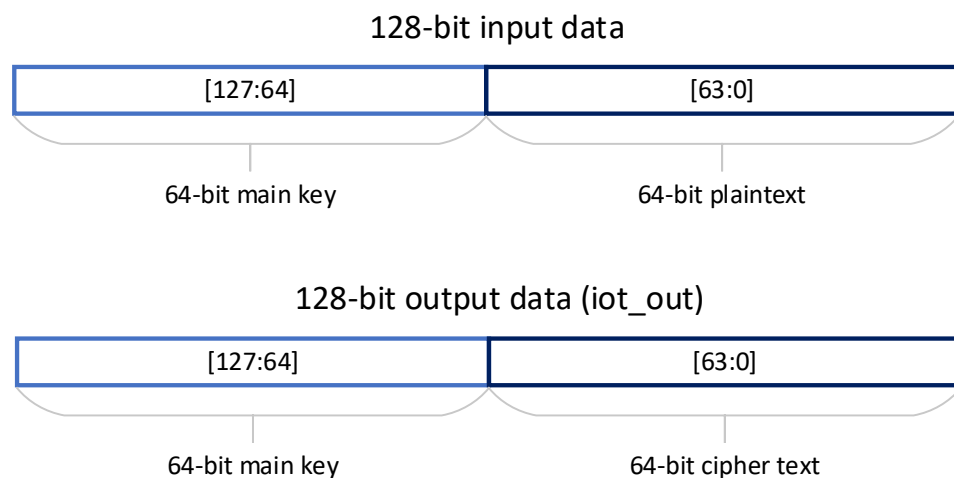 128-bit input data
[127:64] [63:0]
64-bit main key 64-bit plaintext
128-bit output data (iot_out)
[127:64] [63:0]
64-bit main key 64-bit cipher text